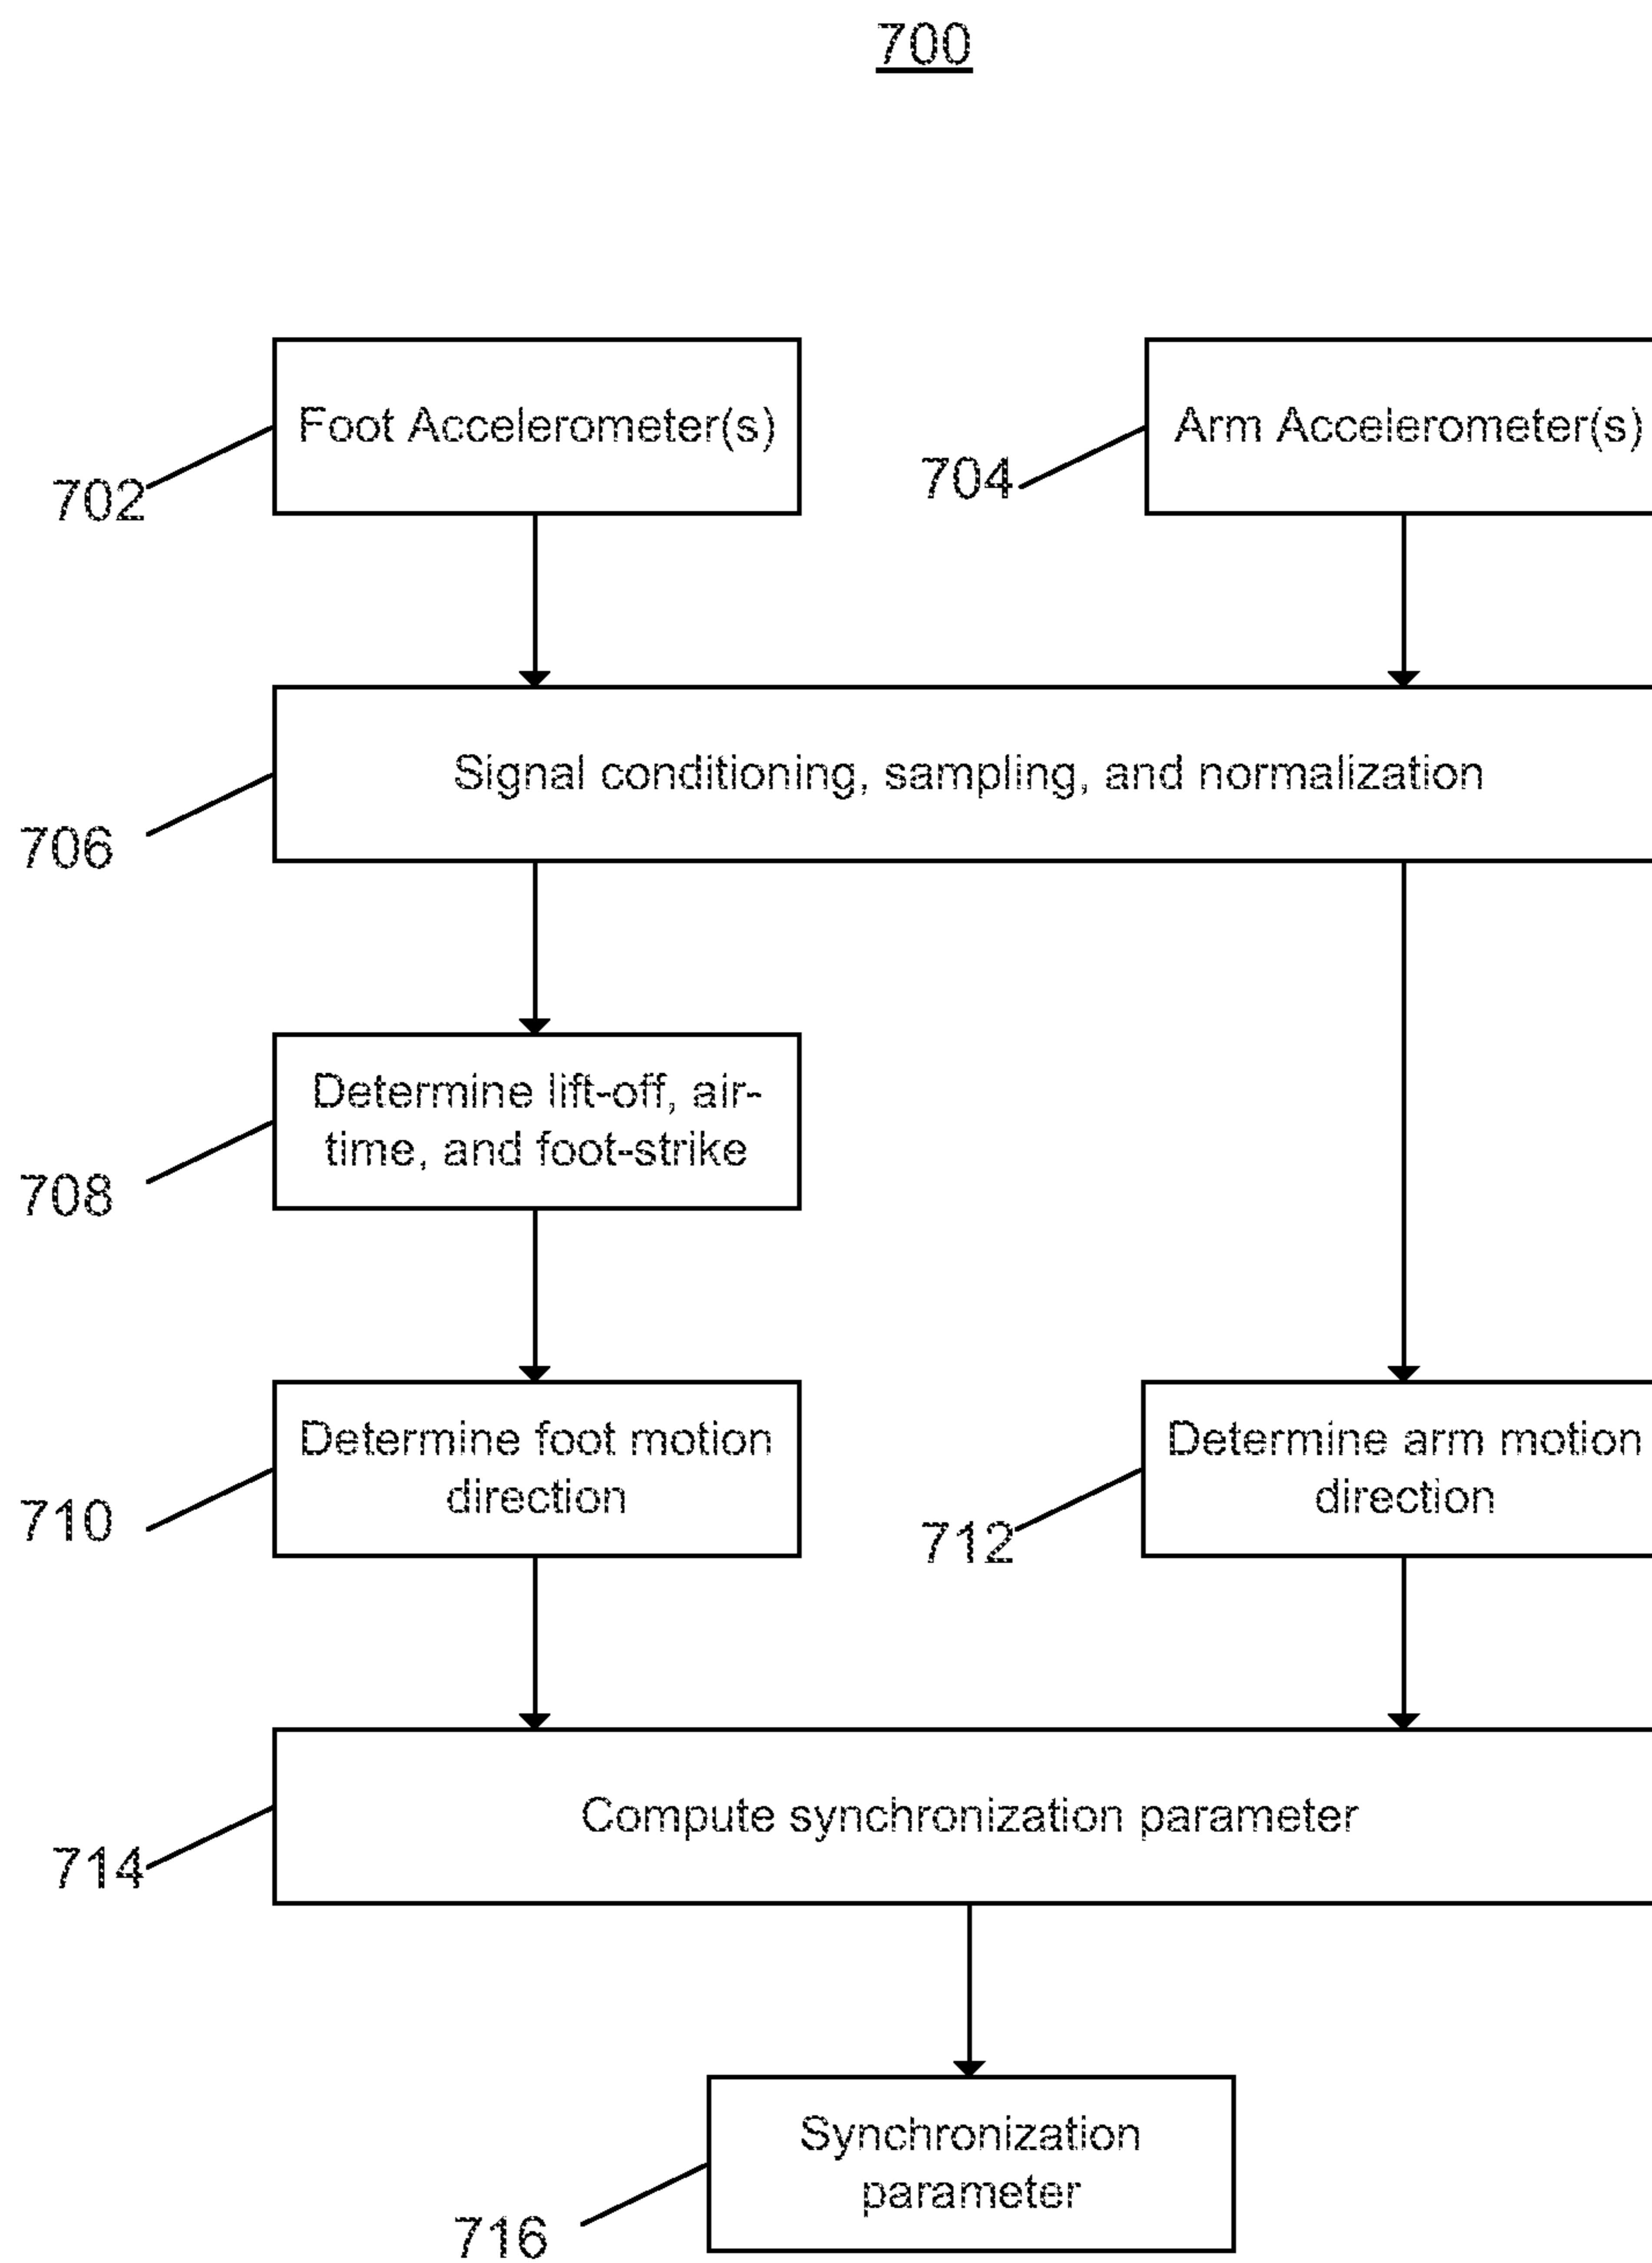 700
Foot Accelerometer(s)
702
Arm Accelerometer(s)
704
Signal conditioning, sampling, and normalization
706
Determine lift-off, air-
time, and foot-strike
708
Determine foot motion
direction
710
Determine arm motion
direction
712
Compute synchronization parameter
714
Synchronization
parameter
716